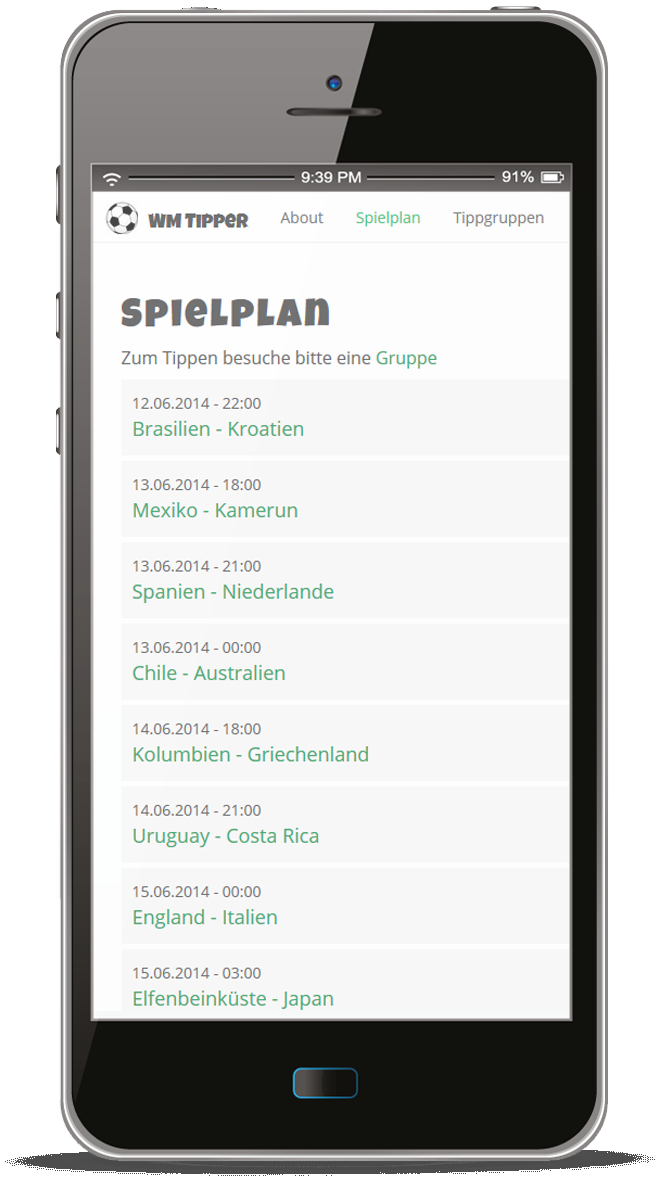 9:39 PM 91%
WM TIPPER About Spielplan Tippgruppen
Spielplan
Zum Tippen besuche bitte eine Gruppe
12.06.2014 - 22:00
Brasilien - Kroatien
13.06.2014 - 18:00
Mexiko - Kamerun
13.06.2014 - 21:00
Spanien - Niederlande
13.06.2014 - 00:00
Chile - Australien
14.06.2014 - 18:00
Kolumbien - Griechenland
14.06.2014 - 21:00
Uruguay - Costa Rica
15.06.2014 - 00:00
England - Italien
15.06.2014 - 03:00
Elfenbeinküste - Japan